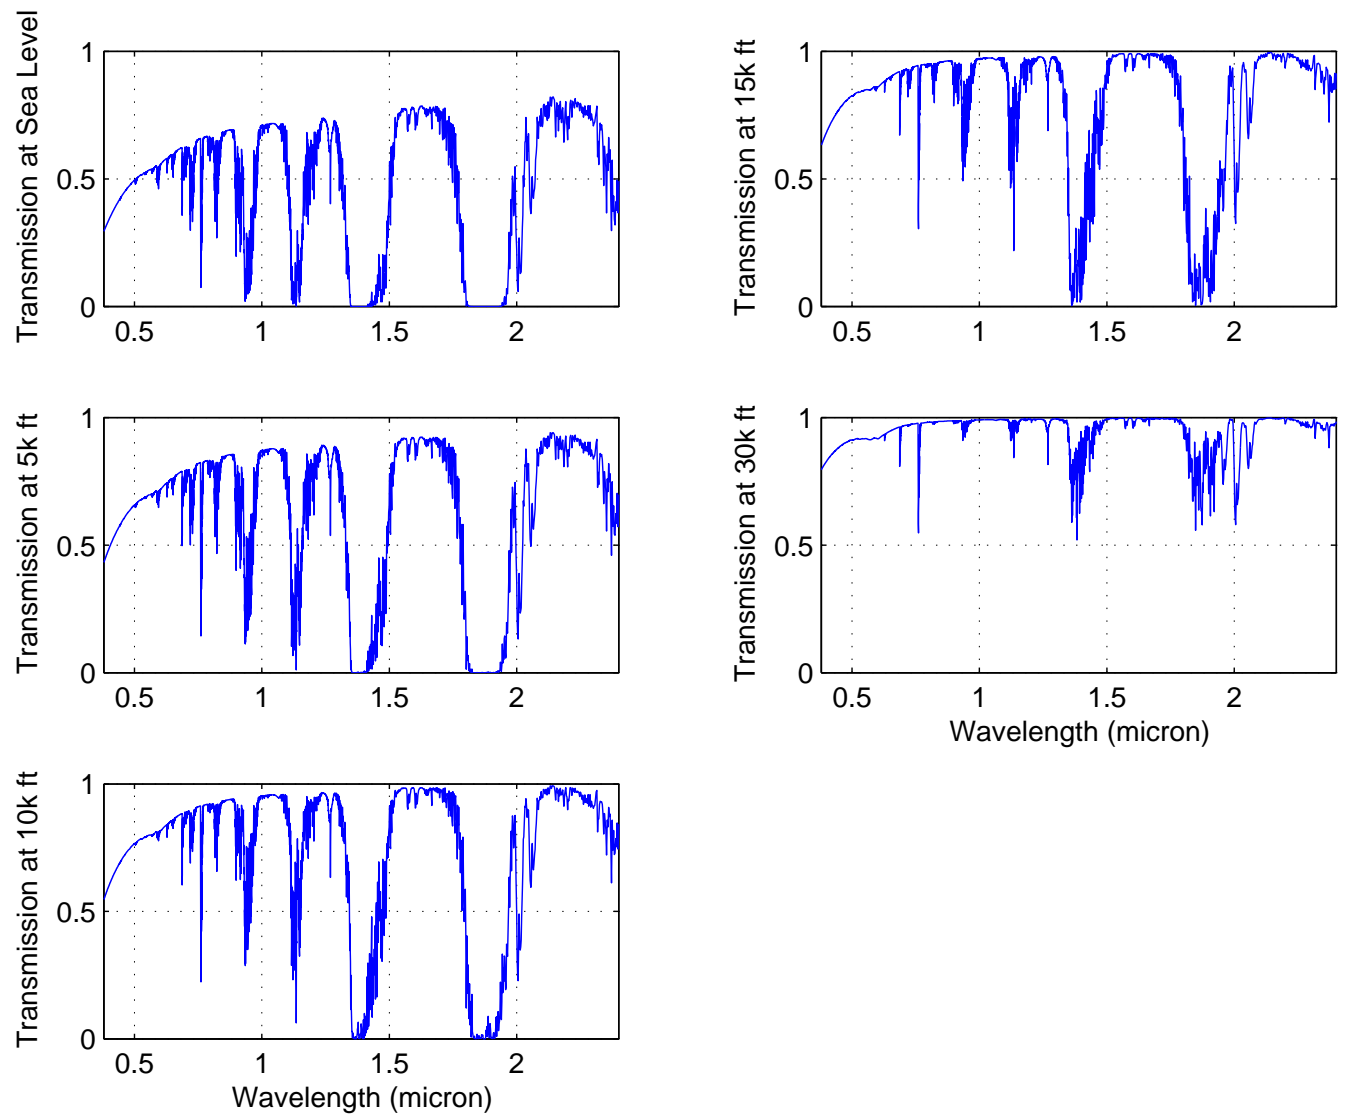 Transmission at Sea Level
1
0.5
0
0.5 1 1.5 2
Transmission at 5k ft
1
0.5
0
0.5 1 1.5 2
Transmission at 10k ft
1
0.5
0
0.5 1 1.5 2
Wavelength (micron)
Transmission at 15k ft
1
0.5
0
0.5 1 1.5 2
Transmission at 30k ft
1
0.5
0
0.5 1 1.5 2
Wavelength (micron)